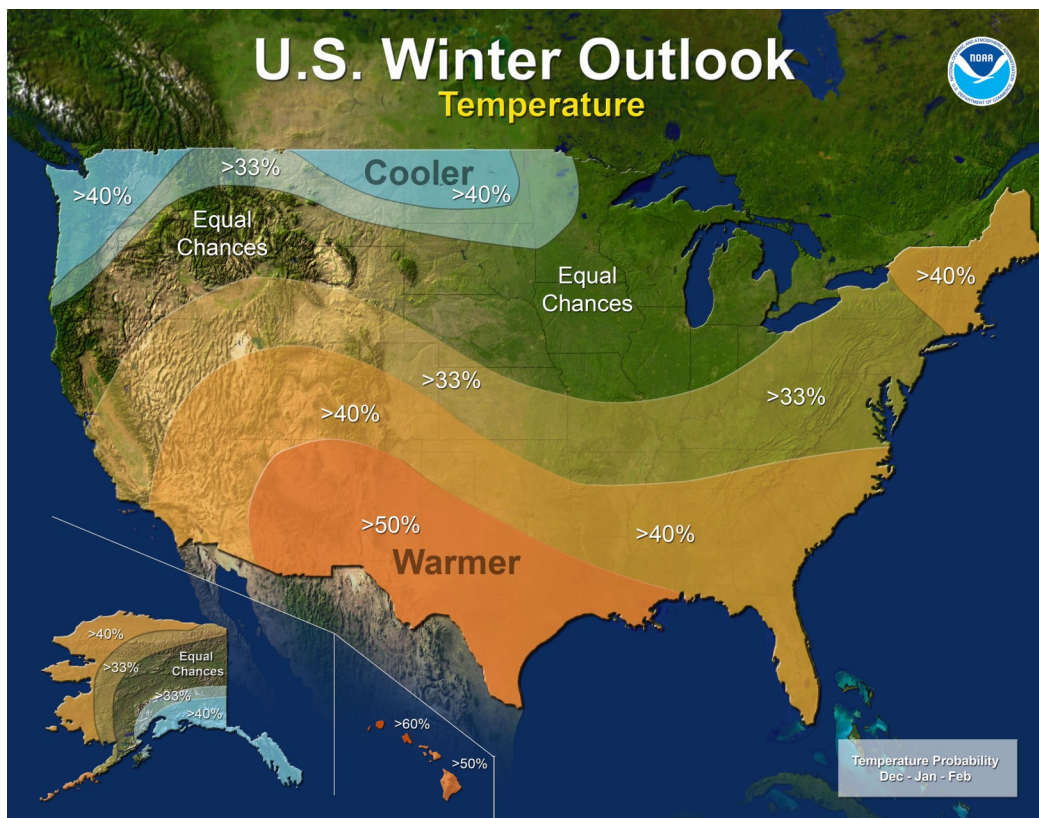 U.S. Winter Outlook
Temperature
NOAA
>40%
>33%
Cooler
>40%
Equal
Chances
Equal
Chances
>40%
>33%
>33%
>40%
>50%
>40%
Warmer
>40%
Equal
Chances
>33%
>33%
>40%
>60%
>50%
Temperature Probability
Dec - Jan - Feb